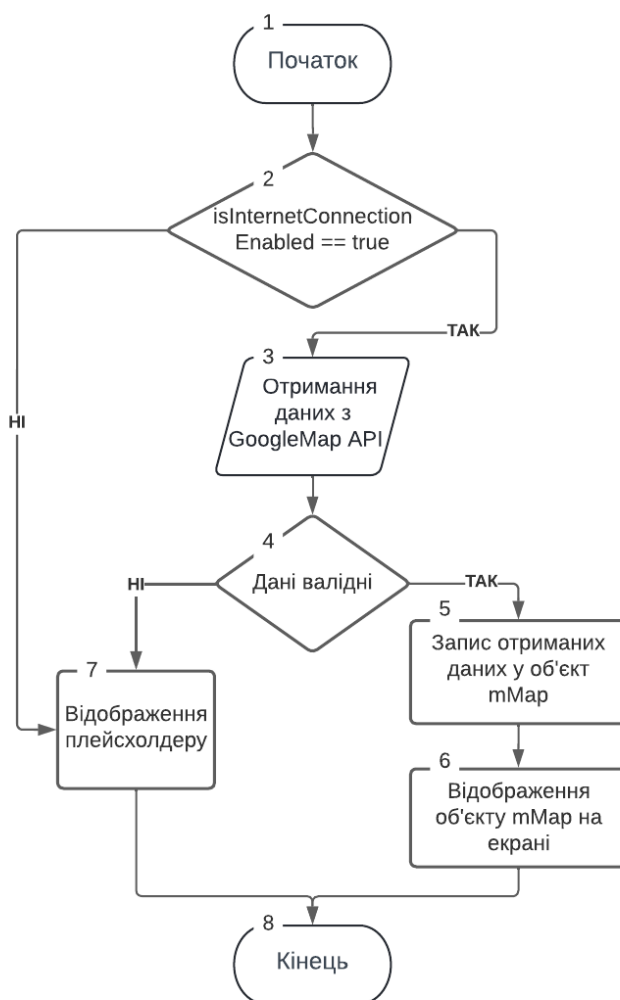 1
Початок
2
isInternetConnection
Enabled == true
ТАК
3
Отримання
даних з
GoogleMap API
НІ
4
Дані валідні
НІ
ТАК
5
Запис отриманих
даних у об'єкт
mMap
7
Відображення
плейсхолдеру
6
Відображення
об'єкту mMap на
екрані
8
Кінець